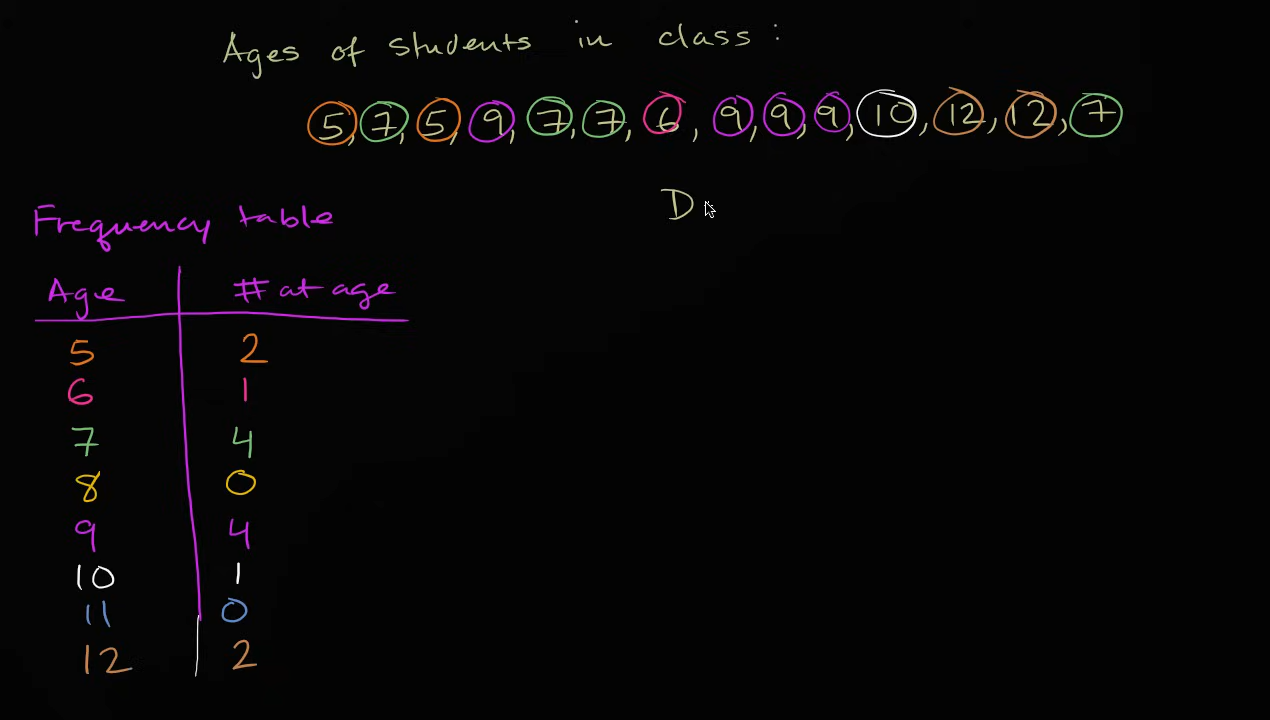 Ages of students in class :
5, 7, 5, 9, 7, 7, 6, 9, 9, 9, 10, 12, 12, 7
D
Frequency table
Age # at age
5 2
6 1
7 4
8 0
9 4
10 1
11 0
12 2